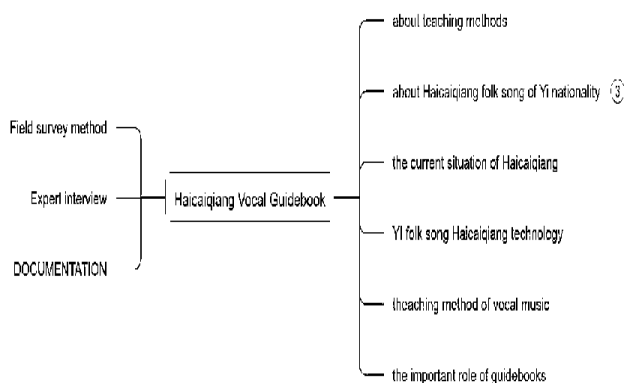 about teaching methods
about Haicaiqiang folk song of Yi nationality ③
Field survey method
the current situation of Haicaiqiang
Expert interview
Haicaiqiang Vocal Guidebook
YI folk song Haicaiqiang technology
DOCUMENTATION
theaching method of vocal music
the important role of guidebooks